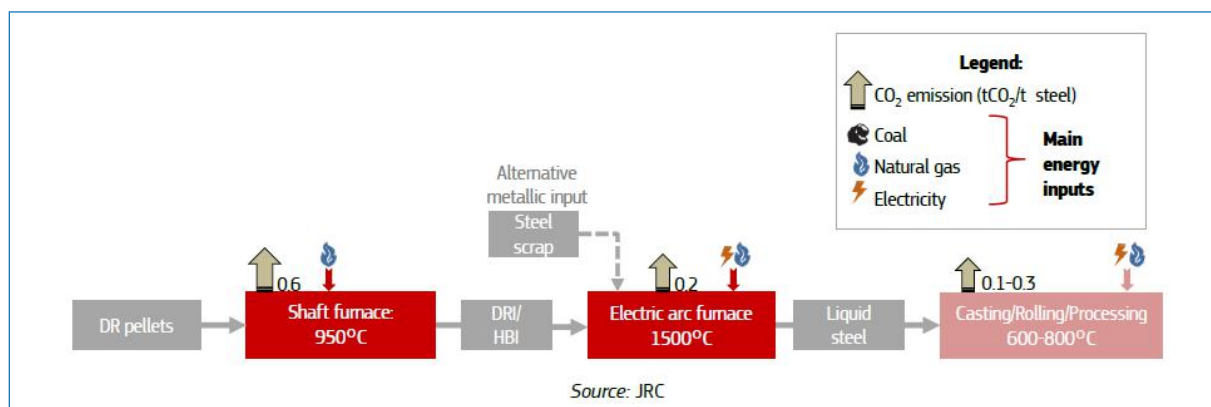 Legend:
CO₂ emission (tCO₂/t steel)
Coal
Natural gas
Electricity
Main
energy
inputs
Alternative
metallic input
Steel
scrap
0.6
0.2
0.1-0.3
DR pellets
Shaft furnace:
950°C
DRI/
HBI
Electric arc furnace
1500°C
Liquid
steel
Casting/Rolling/Processing
600-800°C
Source: JRC